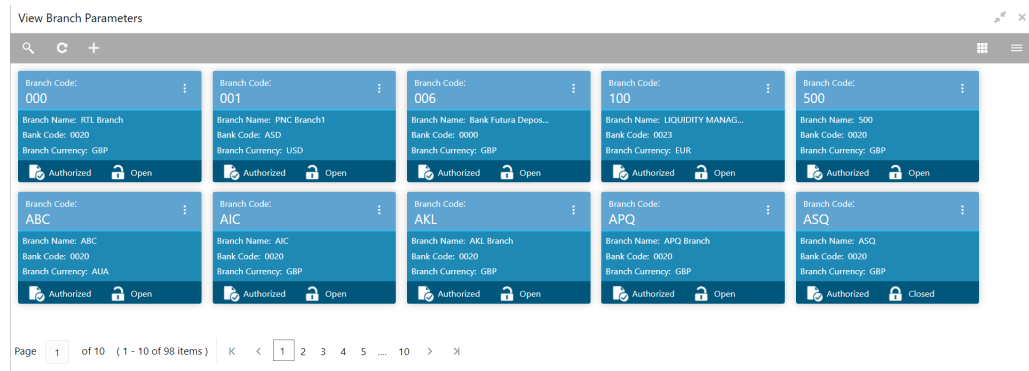 View Branch Parameters
Branch Code:
000
Branch Name: RTL Branch
Bank Code: 0020
Branch Currency: GBP
Authorized Open
Branch Code:
001
Branch Name: PNC Branch1
Bank Code: ASD
Branch Currency: USD
Authorized Open
Branch Code:
006
Branch Name: Bank Futura Depos...
Bank Code: 0000
Branch Currency: GBP
Authorized Open
Branch Code:
100
Branch Name: LIQUIDITY MANAG...
Bank Code: 0023
Branch Currency: EUR
Authorized Open
Branch Code:
500
Branch Name: 500
Bank Code: 0020
Branch Currency: GBP
Authorized Open
Branch Code:
ABC
Branch Name: ABC
Bank Code: 0020
Branch Currency: AUA
Authorized Open
Branch Code:
AIC
Branch Name: AIC
Bank Code: 0020
Branch Currency: GBP
Authorized Open
Branch Code:
AKL
Branch Name: AKL Branch
Bank Code: 0020
Branch Currency: GBP
Authorized Open
Branch Code:
APQ
Branch Name: APQ Branch
Bank Code: 0020
Branch Currency: GBP
Authorized Open
Branch Code:
ASQ
Branch Name: ASQ
Bank Code: 0020
Branch Currency: GBP
Authorized Closed
Page 1 of 10 ( 1 - 10 of 98 items ) 1 2 3 4 5 .... 10